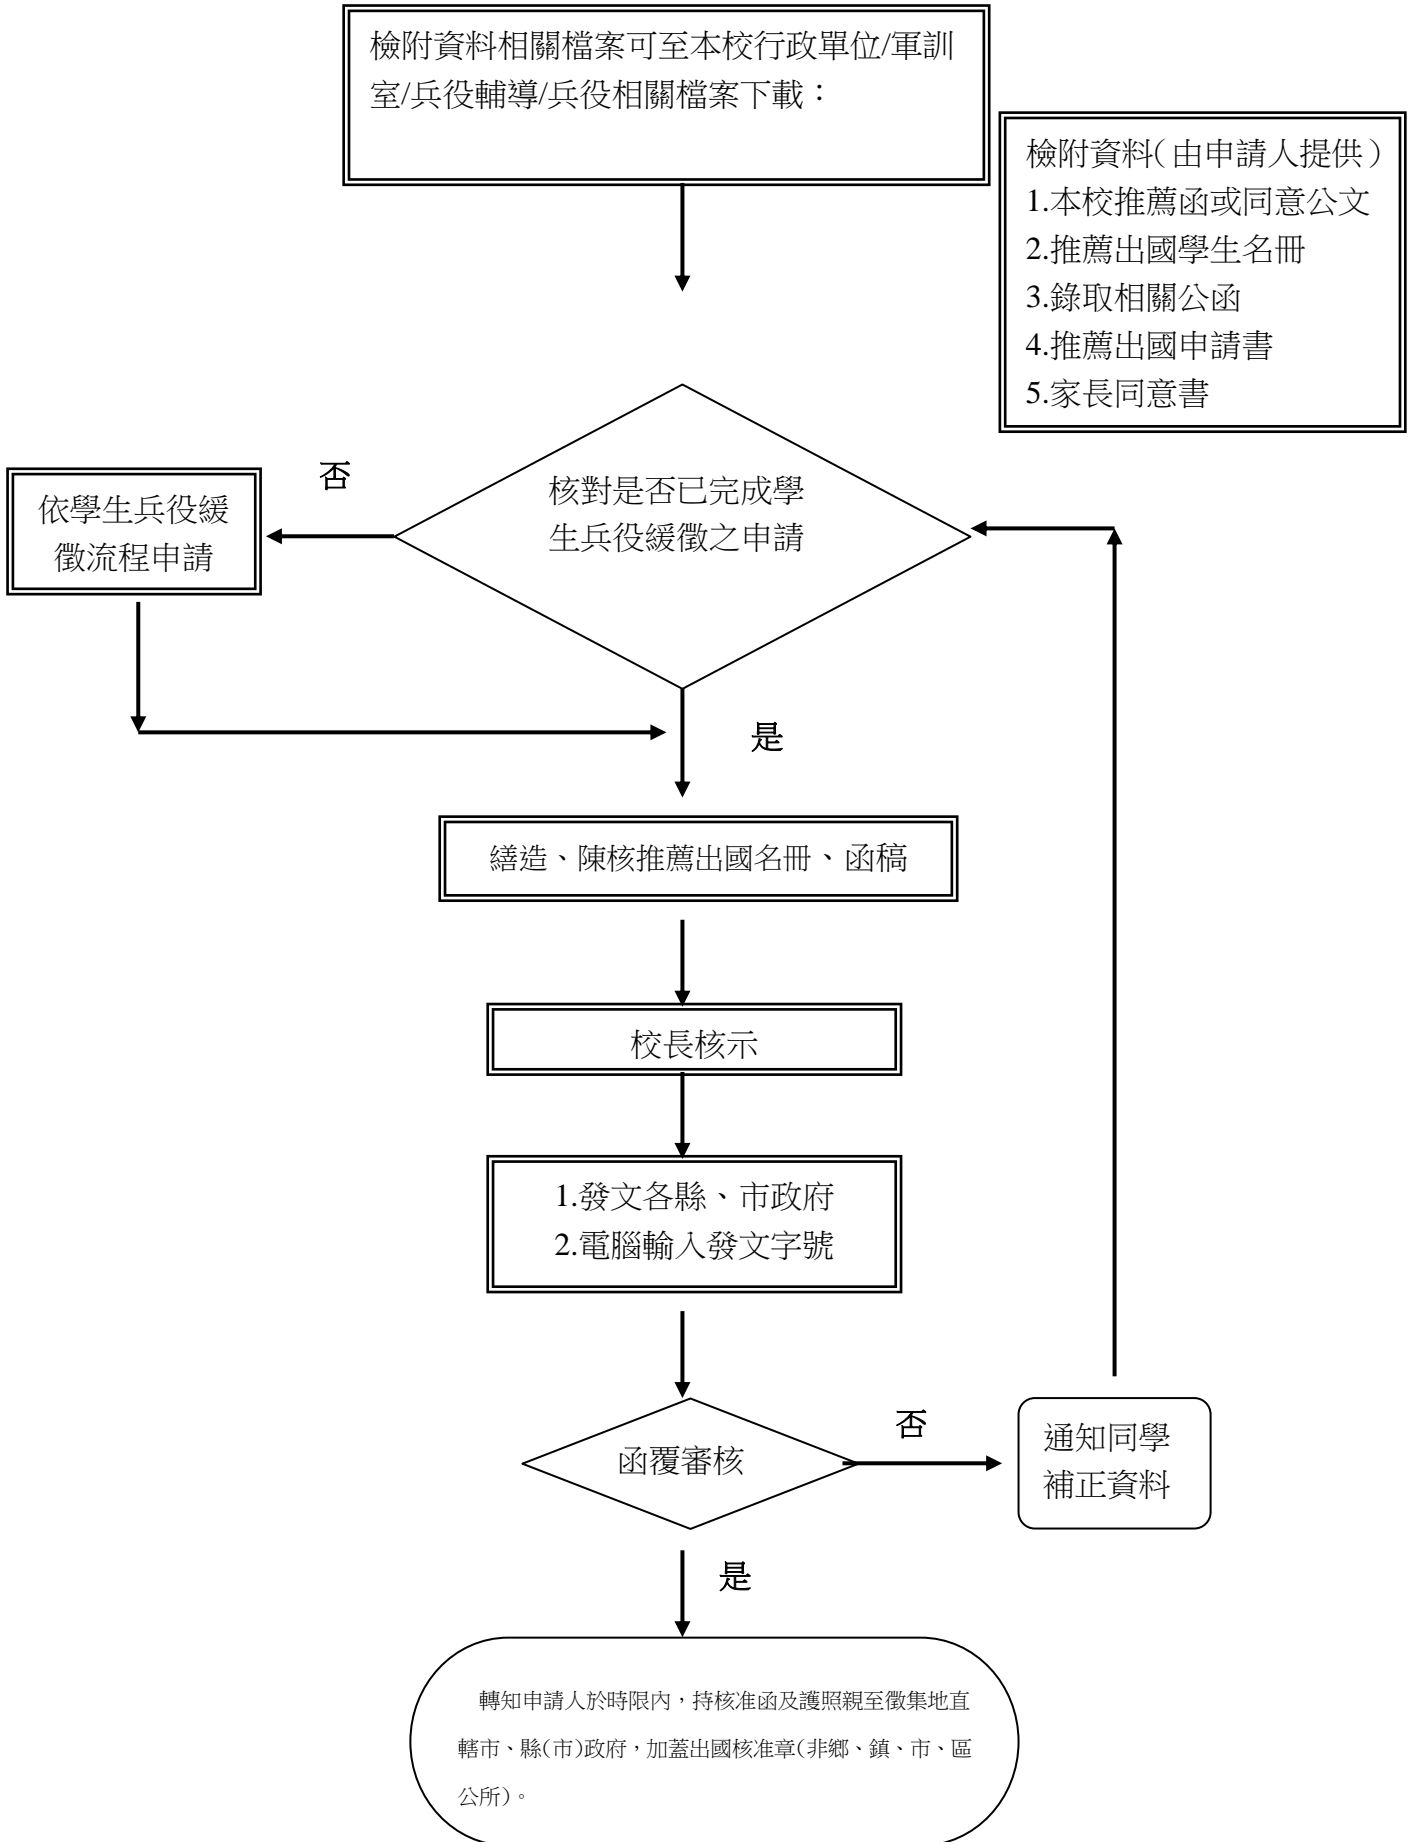 檢附資料相關檔案可至本校行政單位/軍訓
室/兵役輔導/兵役相關檔案下載：
檢附資料(由申請人提供)
1.本校推薦函或同意公文
2.推薦出國學生名冊
3.錄取相關公函
4.推薦出國申請書
5.家長同意書
否
依學生兵役緩
徵流程申請
核對是否已完成學
生兵役緩徵之申請
是
繕造、陳核推薦出國名冊、函稿
校長核示
1.發文各縣、市政府
2.電腦輸入發文字號
函覆審核
否
通知同學
補正資料
是
轉知申請人於時限內，持核准函及護照親至徵集地直
轄市、縣(市)政府，加蓋出國核准章(非鄉、鎮、市、區
公所)。